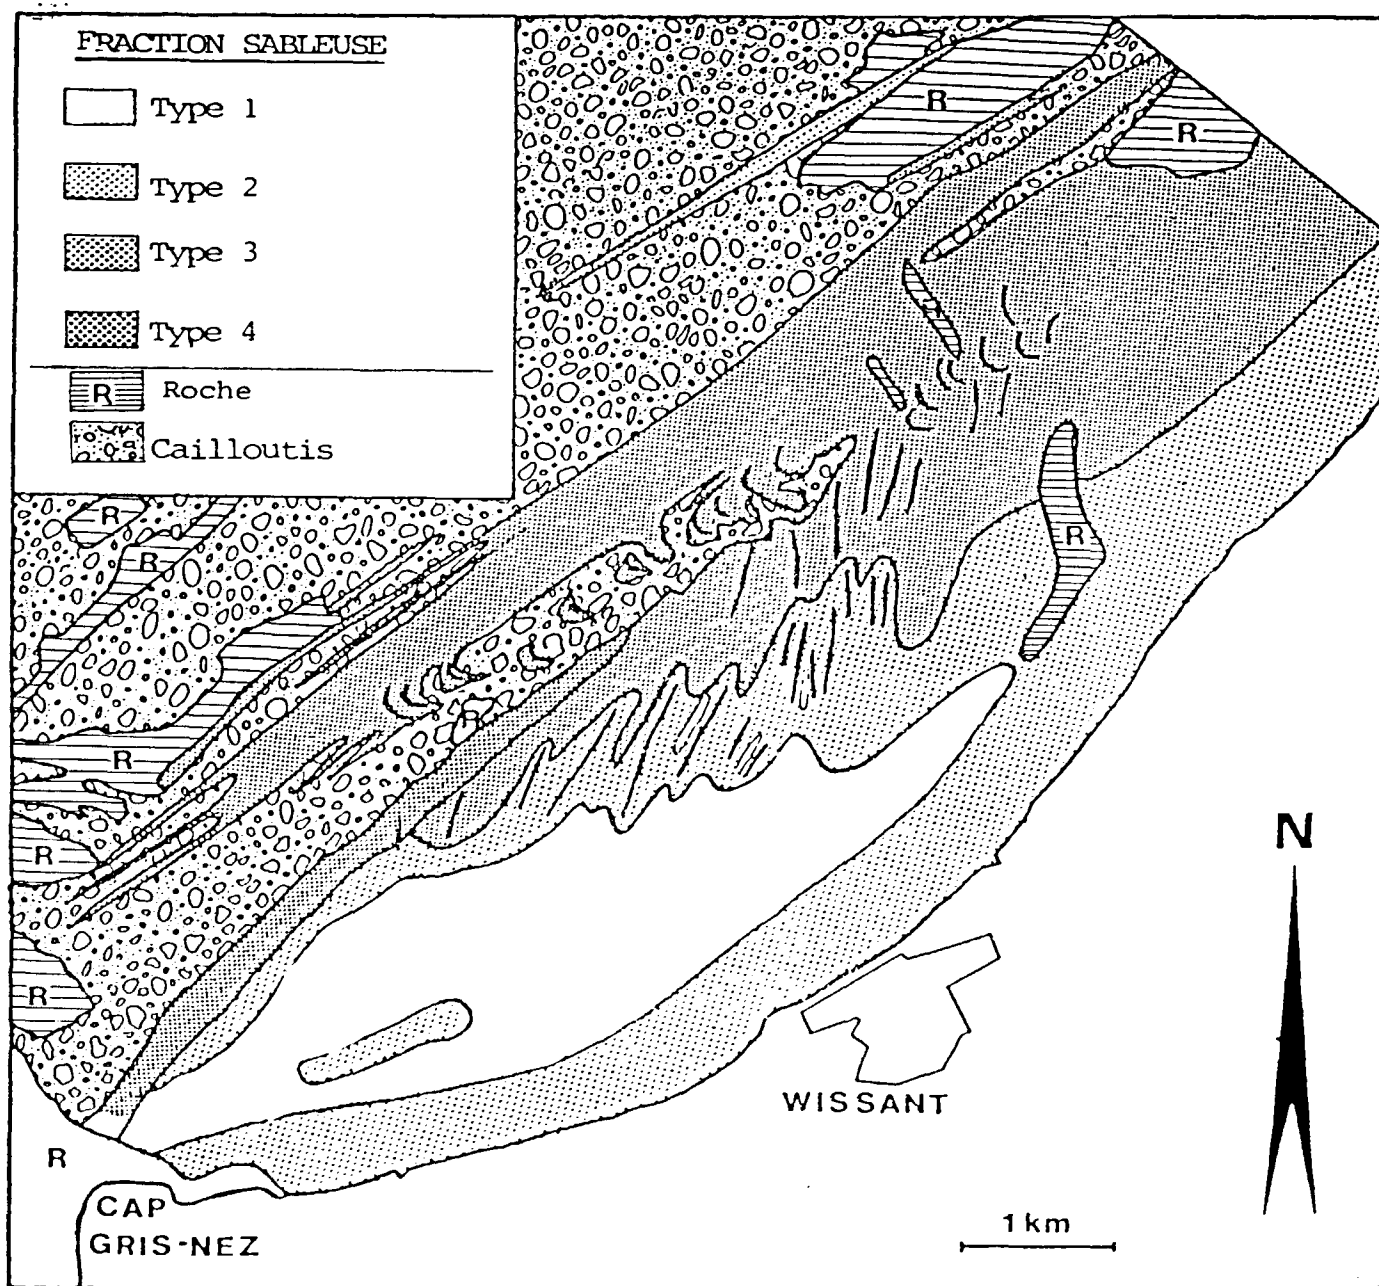 FRACTION SABLEUSE
Type 1
Type 2
Type 3
Type 4
R Roche
Cailloutis
R
R
R
R
R
R
R
R
R
R
N
WISSANT
R
CAP
GRIS-NEZ
1 km